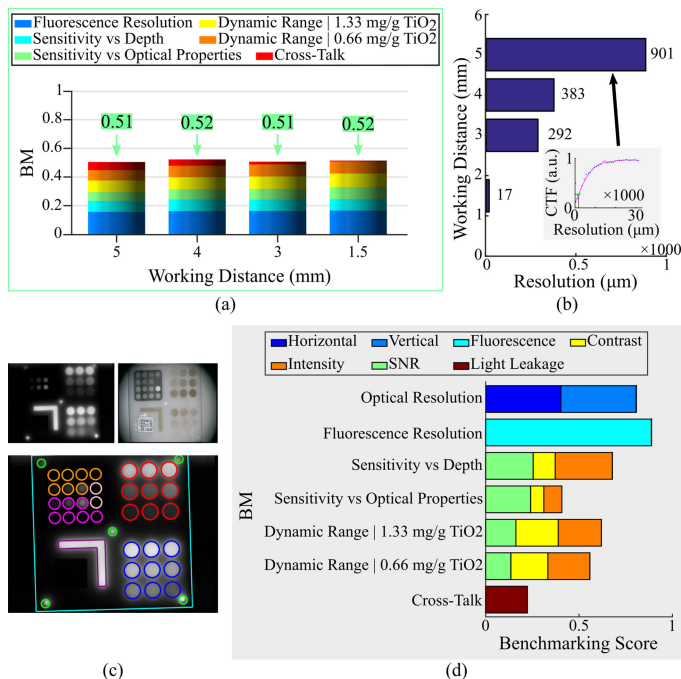 (a)
Fluorescence Resolution
Dynamic Range | 1.33 mg/g TiO2
Sensitivity vs Depth
Dynamic Range | 0.66 mg/g TiO2
Sensitivity vs Optical Properties
Cross-Talk
1
0.8
0.6
0.4
0.2
0
BM
0.51
0.52
0.51
0.52
5
4
3
1.5
Working Distance (mm)
(a)
6
5
4
3
2
1
0
Working Distance (mm)
901
383
292
17
1
0
CTF (a.u.)
×1000
0
30
Resolution (μm)
0
0.5
1
×1000
Resolution (μm)
(b)
(c)
Horizontal
Vertical
Fluorescence
Contrast
Intensity
SNR
Light Leakage
BM
Optical Resolution
Fluorescence Resolution
Sensitivity vs Depth
Sensitivity vs Optical Properties
Dynamic Range | 1.33 mg/g TiO2
Dynamic Range | 0.66 mg/g TiO2
Cross-Talk
0
0.5
1
Benchmarking Score
(d)